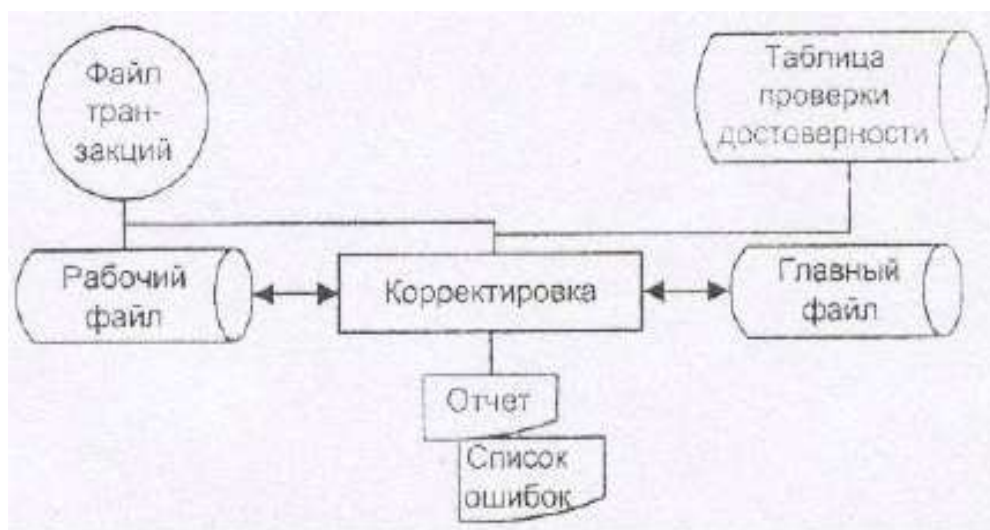 Файл
тран-
закций
Таблица
проверки
достоверности
Рабочий
файл
Корректировка
Главный
файл
Отчет
Список
ошибок